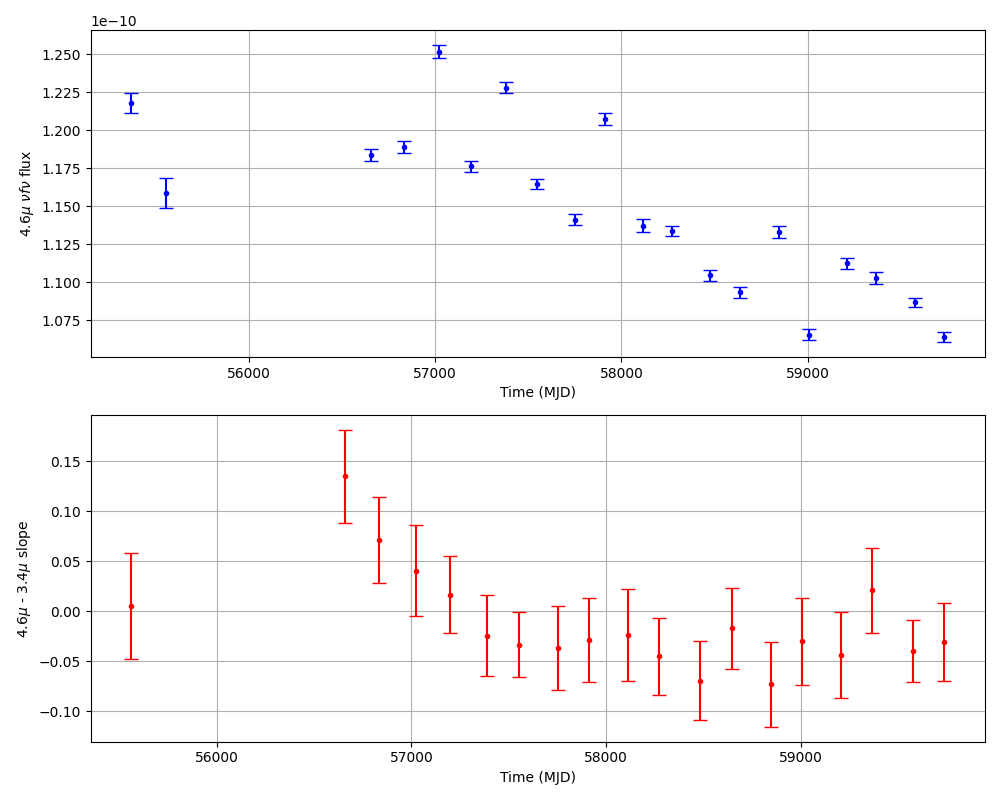 1e−10
1.250
1.225
1.200
1.175
1.150
1.125
1.100
1.075
4.6μ νfν flux
56000 57000 58000 59000
Time (MJD)
0.15
0.10
0.05
0.00
−0.05
−0.10
4.6μ - 3.4μ slope
56000 57000 58000 59000
Time (MJD)